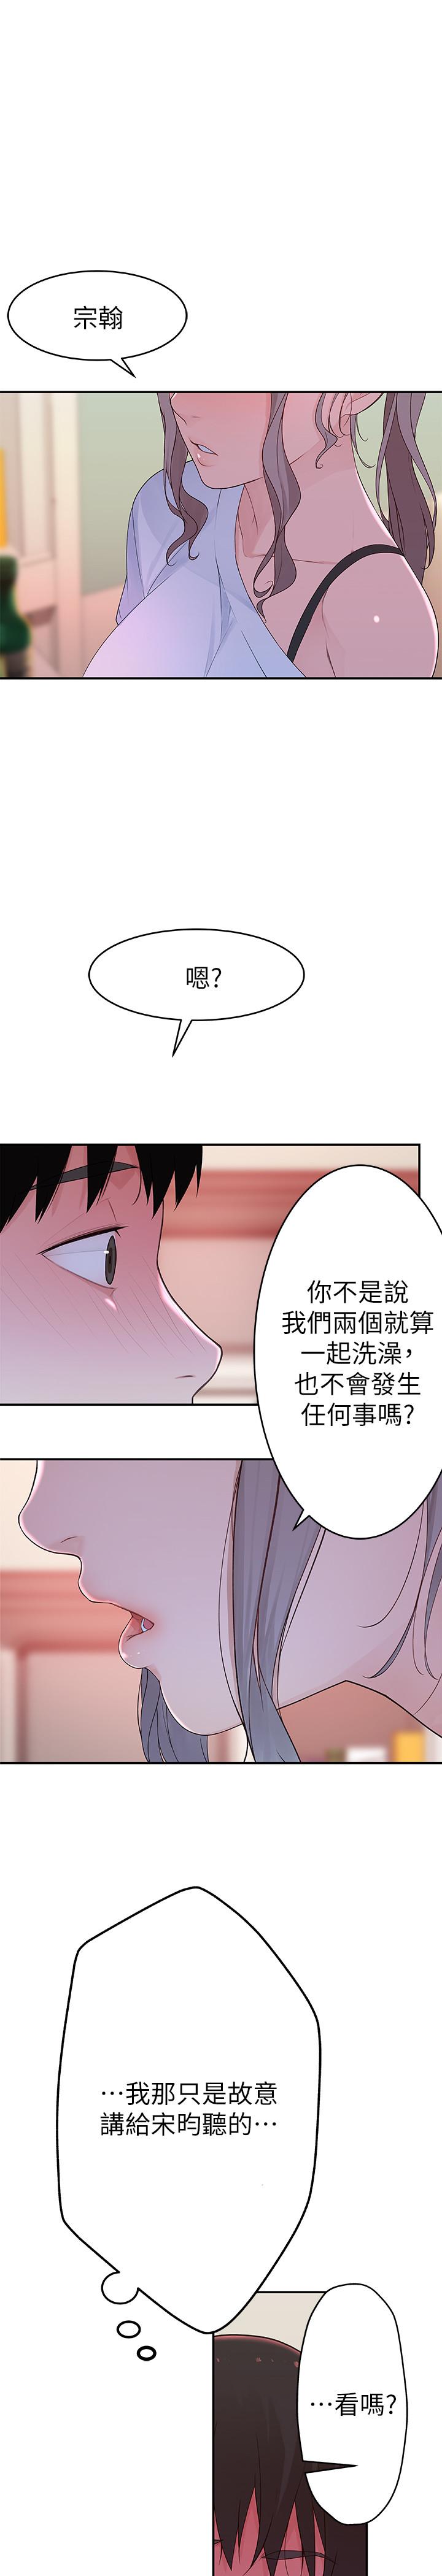 宗翰
嗯?
你不是說
我們兩個就算
一起洗澡,
也不會發生
任何事嗎?
…我那只是故意
講給宋昀聽的…
…看嗎?